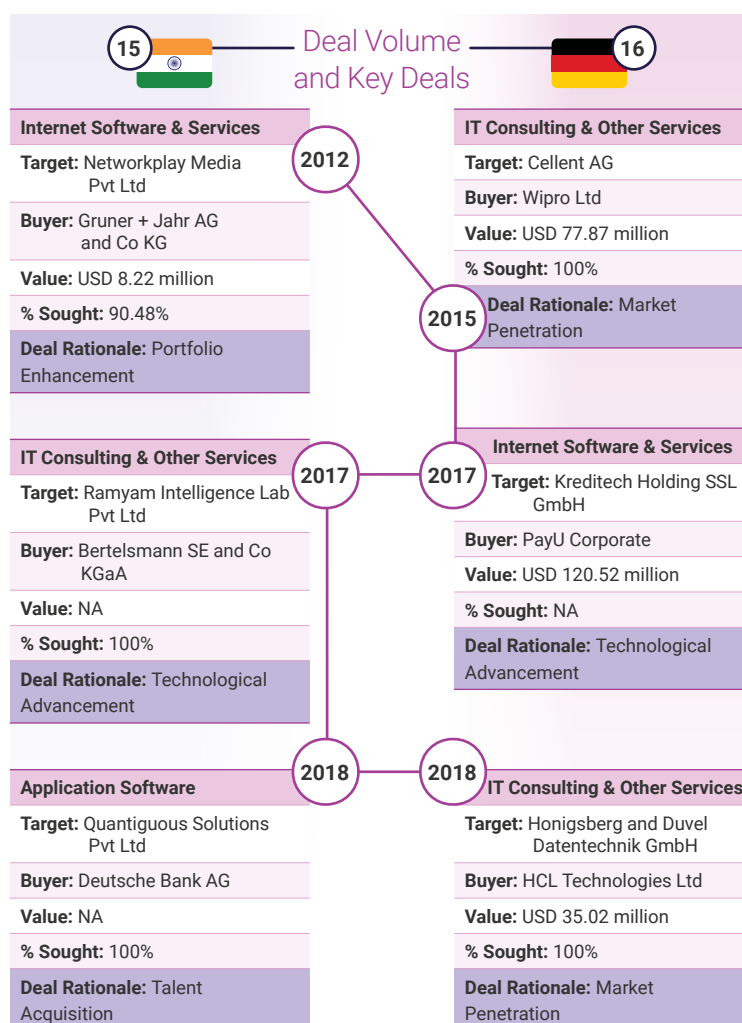 15
Deal Volume
and Key Deals
16
Internet Software & Services
Target: Networkplay Media
Pvt Ltd
Buyer: Gruner + Jahr AG
and Co KG
Value: USD 8.22 million
% Sought: 90.48%
Deal Rationale: Portfolio
Enhancement
2012
IT Consulting & Other Services
Target: Cellent AG
Buyer: Wipro Ltd
Value: USD 77.87 million
% Sought: 100%
Deal Rationale: Market
Penetration
2015
IT Consulting & Other Services
Target: Ramyam Intelligence Lab
Pvt Ltd
Buyer: Bertelsmann SE and Co
KGaA
Value: NA
% Sought: 100%
Deal Rationale: Technological
Advancement
2017
2017
Internet Software & Services
Target: Kreditech Holding SSL
GmbH
Buyer: PayU Corporate
Value: USD 120.52 million
% Sought: NA
Deal Rationale: Technological
Advancement
Application Software
Target: Quantiguous Solutions
Pvt Ltd
Buyer: Deutsche Bank AG
Value: NA
% Sought: 100%
Deal Rationale: Talent
Acquisition
2018
2018
IT Consulting & Other Services
Target: Honigsberg and Duvel
Datentechnik GmbH
Buyer: HCL Technologies Ltd
Value: USD 35.02 million
% Sought: 100%
Deal Rationale: Market
Penetration